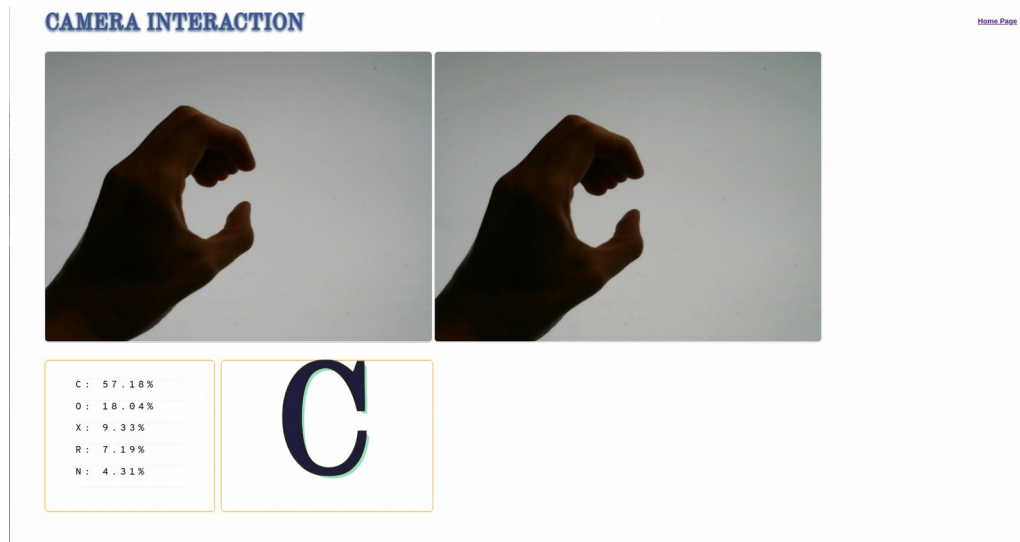 CAMERA INTERACTION
Home Page
C: 57.18%
O: 18.04%
X: 9.33%
R: 7.19%
N: 4.31%
C